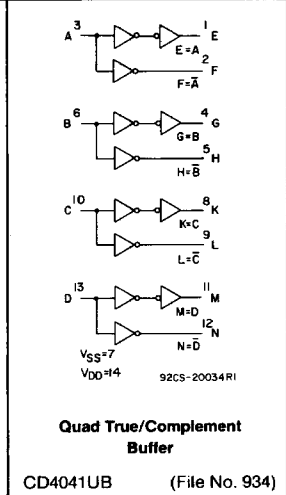 A 3
1 E
E=A
2 F
F=A̅
B 6
4 G
G=B
5 H
H=B̅
C 10
8 K
K=C
9 L
L=C̅
D 13
11 M
M=D
12 N
N=D̅
VSS=7
VDD=14
92CS-20034R1
Quad True/Complement
Buffer
CD4041UB (File No. 934)